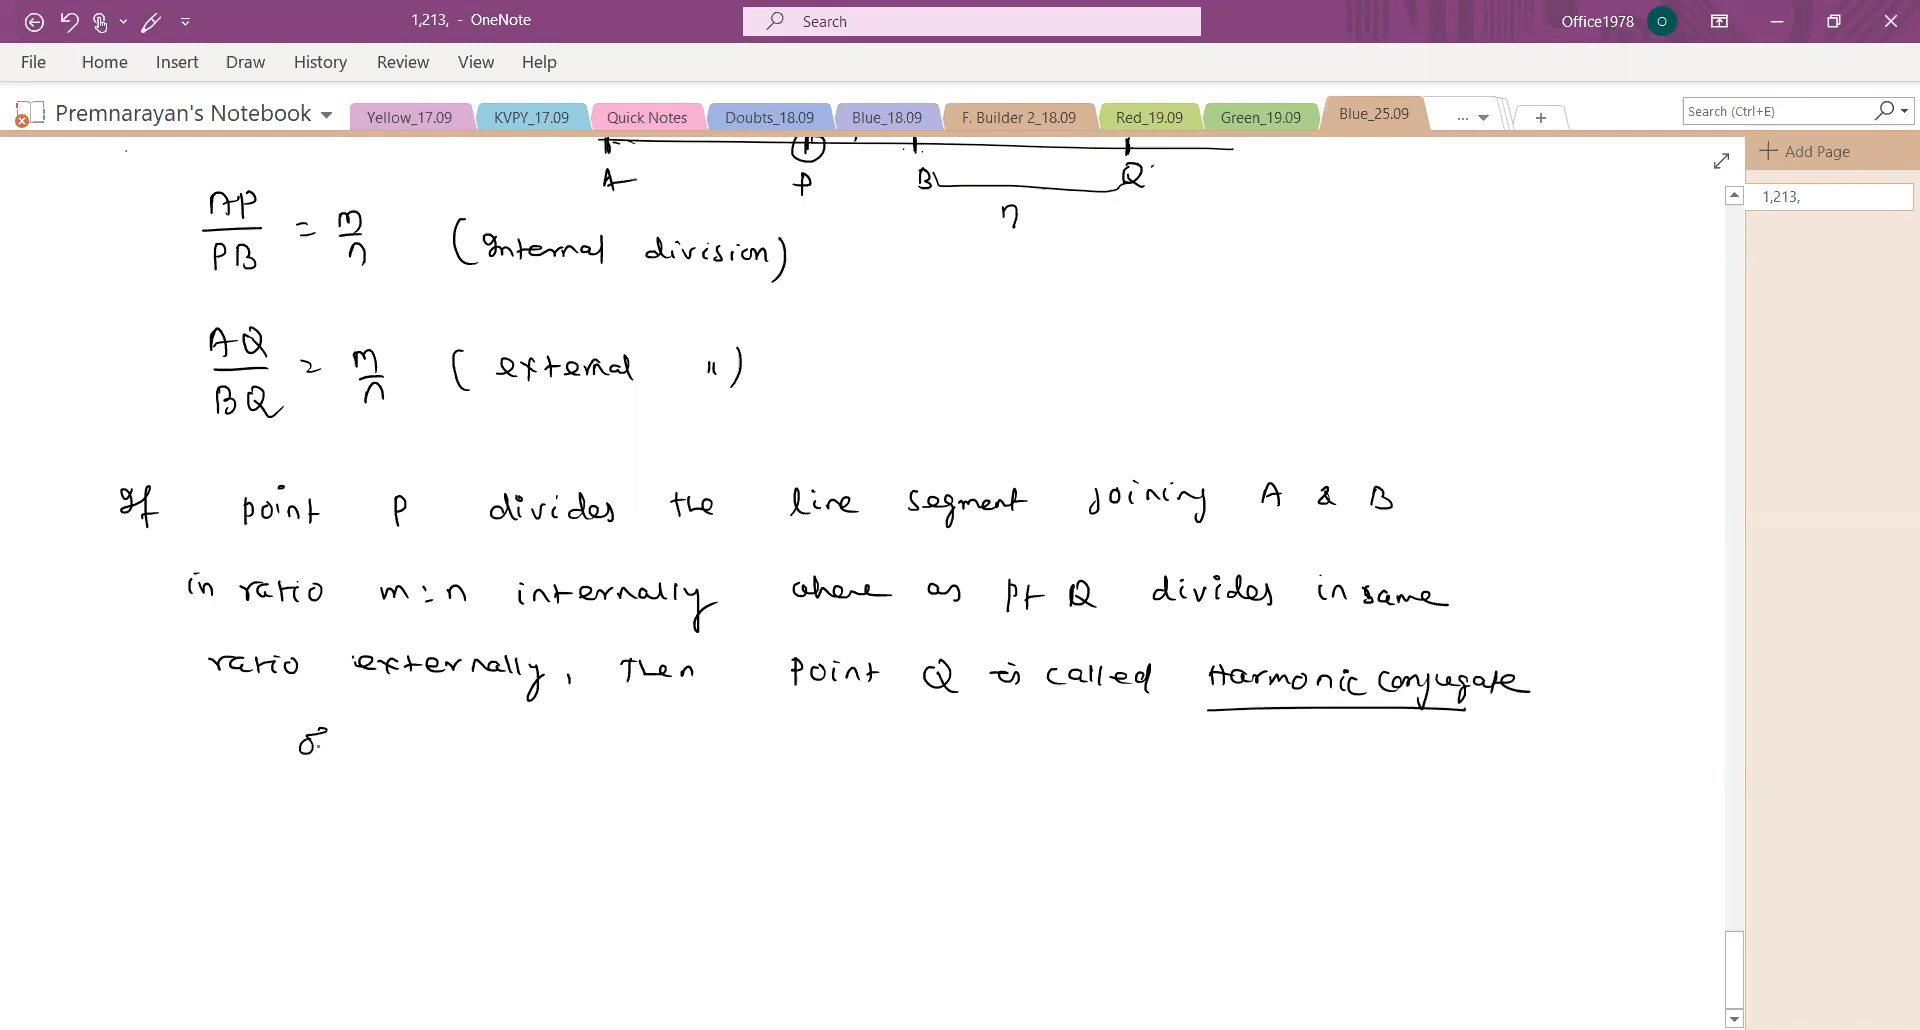 1,213, - OneNote
Search
Office1978
O
File Home Insert Draw History Review View Help
Premnarayan's Notebook
Yellow_17.09 KVPY_17.09 Quick Notes Doubts_18.09 Blue_18.09 F. Builder 2_18.09 Red_19.09 Green_19.09 Blue_25.09 ...
Search (Ctrl+E)
Add Page
1,213,
A P B Q
n
AP/PB = m/n (Internal division)
AQ/BQ = m/n (external ")
If point P divides the line segment joining A & B
in ratio m:n internally where as pt Q divides in same
ratio externally, then point Q is called Harmonic conjugate